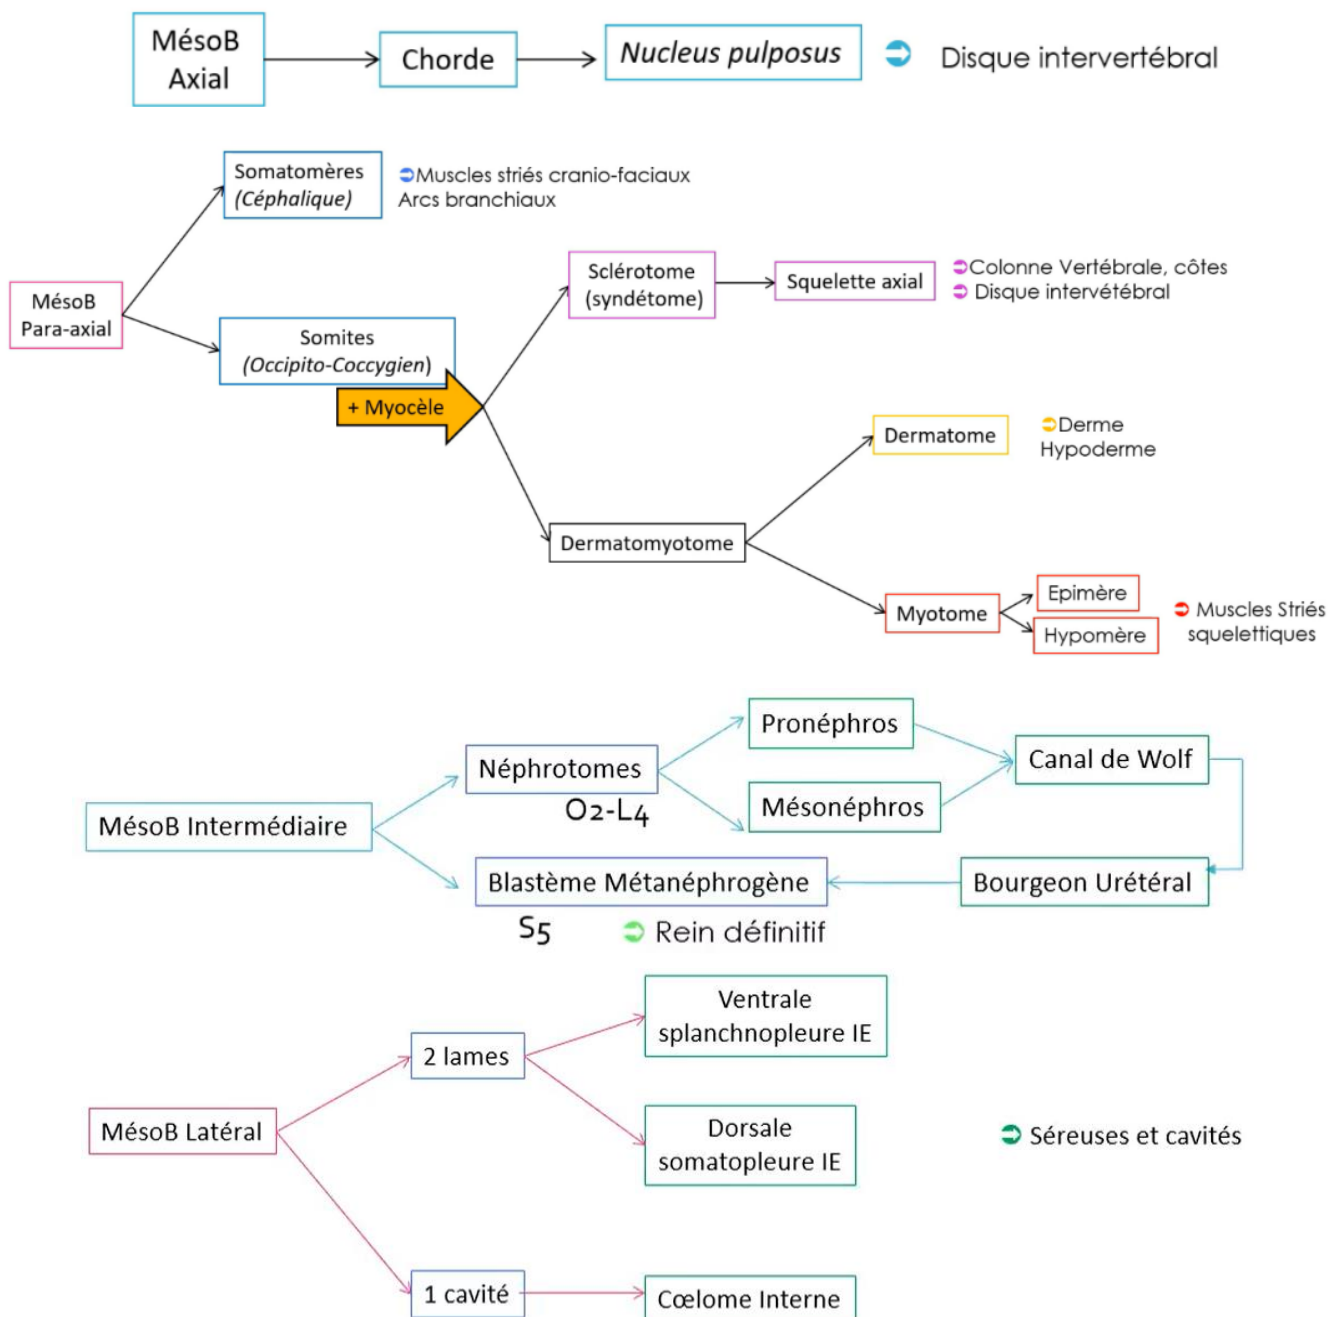 MésoB
Axial
Chorde
Nucleus pulposus
Disque intervertébral
Somatomères
(Céphalique)
Muscles striés cranio-faciaux
Arcs branchiaux
MésoB
Para-axial
Somites
(Occipito-Coccygien)
+ Myocèle
Sclérotome
(syndétome)
Squelette axial
Colonne Vertébrale, côtes
Disque intervétébral
Dermatome
Derme
Hypoderme
Dermatomyotome
Myotome
Epimère
Hypomère
Muscles Striés
squelettiques
MésoB Intermédiaire
Néphrotomes
O2-L4
Pronéphros
Mésonéphros
Canal de Wolf
Blastème Métanéphrogène
Bourgeon Urétéral
S5
Rein définitif
MésoB Latéral
2 lames
Ventrale
splanchnopleure IE
Dorsale
somatopleure IE
Séreuses et cavités
1 cavité
Cœlome Interne